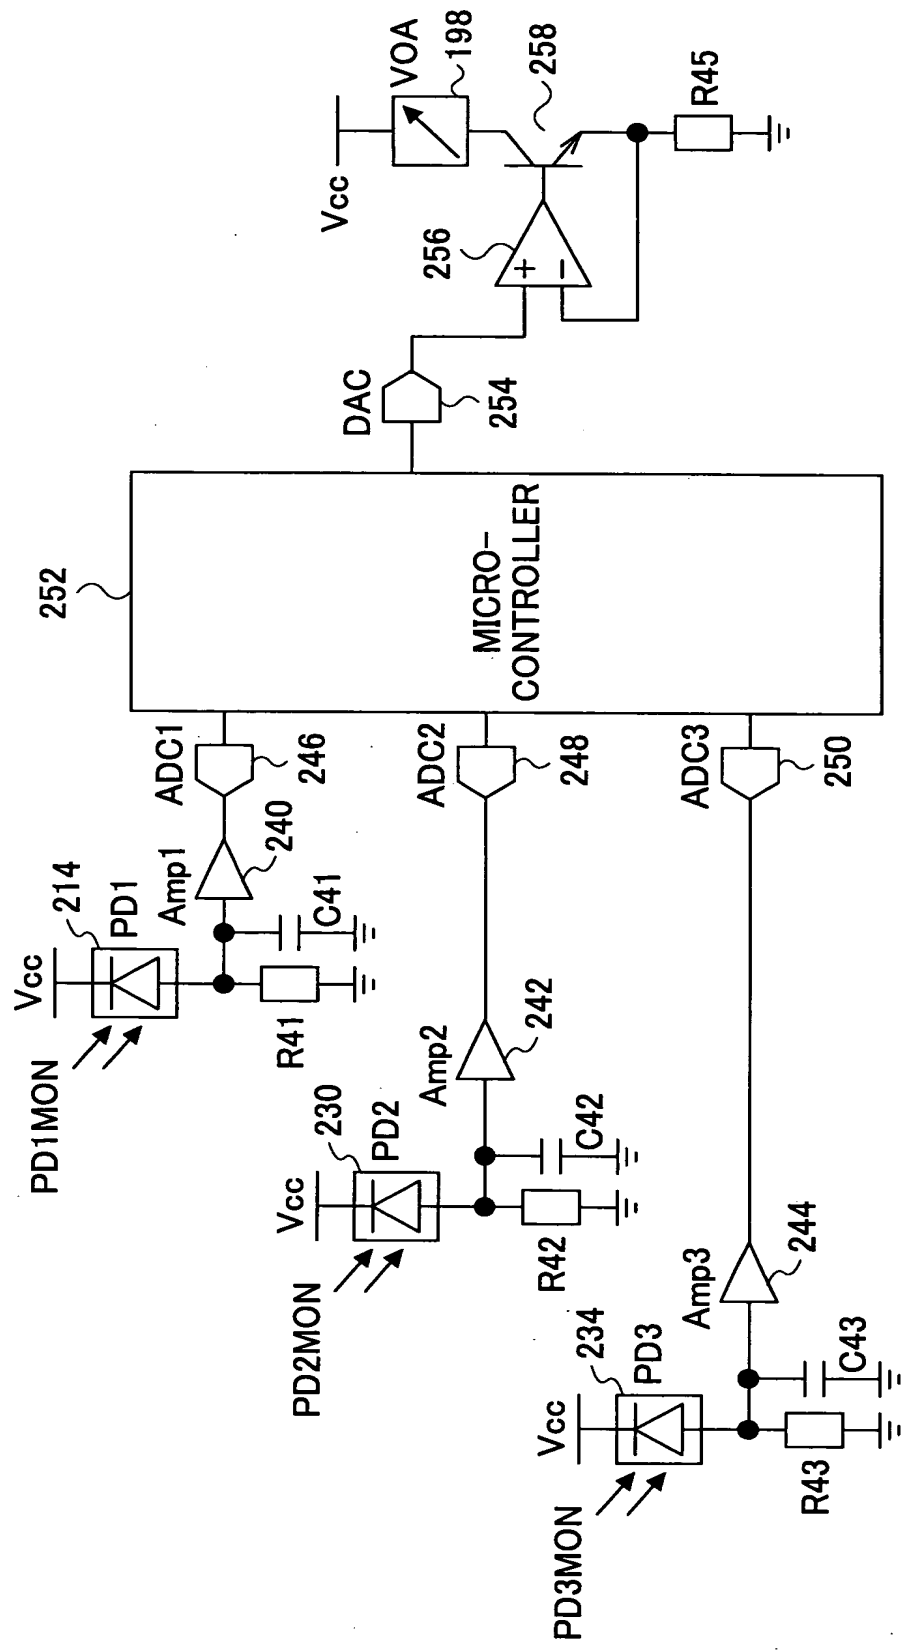 PD1MON
Vcc
214
PD1
R41
C41
Amp1
240
ADC1
246
PD2MON
Vcc
230
PD2
R42
C42
Amp2
242
ADC2
248
PD3MON
Vcc
234
PD3
R43
C43
Amp3
244
ADC3
250
252
MICRO-
CONTROLLER
DAC
254
256
+
−
Vcc
VOA
198
258
R45